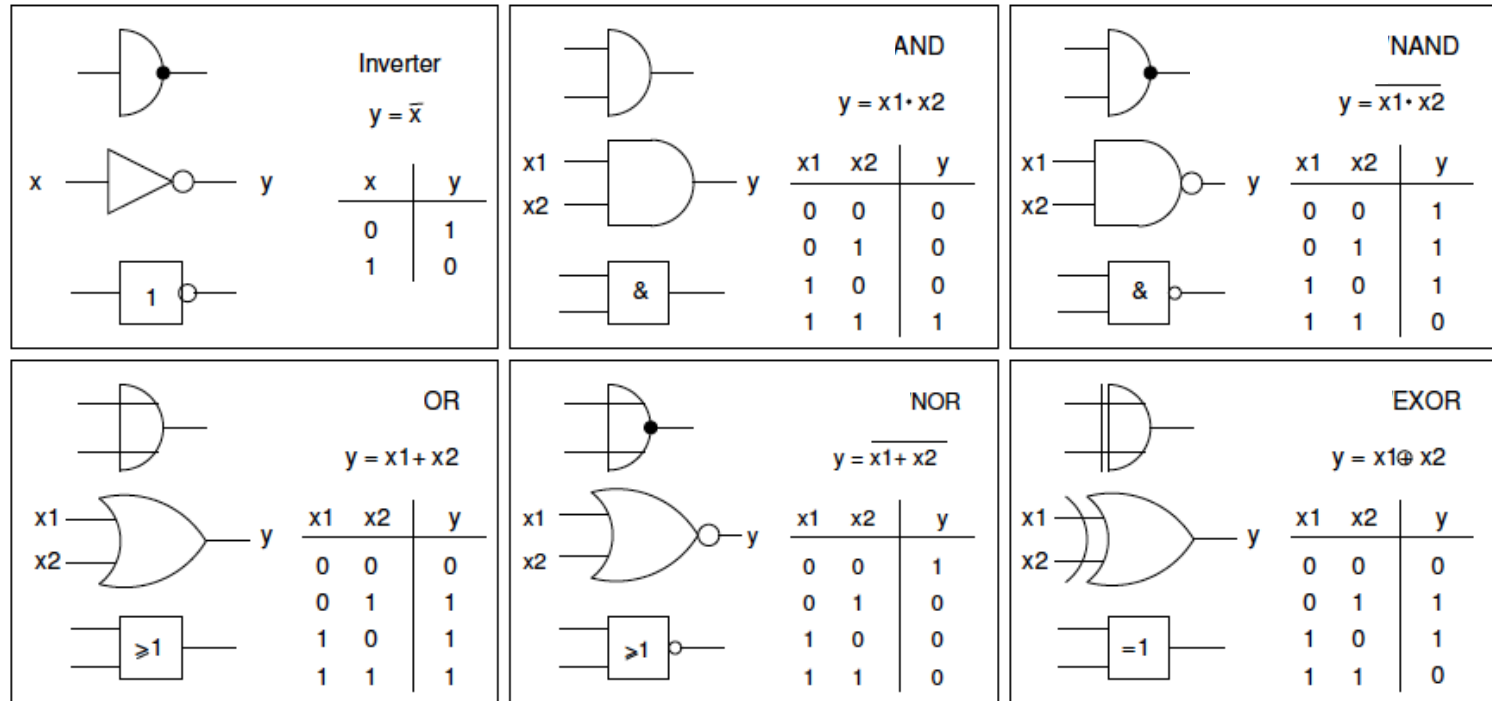 Inverter
y = x̄
x y
x y
0 1
1 0
1
AND
y = x1· x2
x1 x2 y
x1
x2
y
0 0 0
0 1 0
1 0 0
1 1 1
&
'NAND
y = x̅1̅·̅ ̅x̅2̅
x1 x2 y
x1
x2
y
0 0 1
0 1 1
1 0 1
1 1 0
&
OR
y = x1+ x2
x1 x2 y
x1
x2
y
0 0 0
0 1 1
1 0 1
1 1 1
⩾1
'NOR
y = x̅1̅+̅ ̅x̅2̅
x1 x2 y
x1
x2
y
0 0 1
0 1 0
1 0 0
1 1 0
⩾1
'EXOR
y = x1⊕ x2
x1 x2 y
x1
x2
y
0 0 0
0 1 1
1 0 1
1 1 0
=1